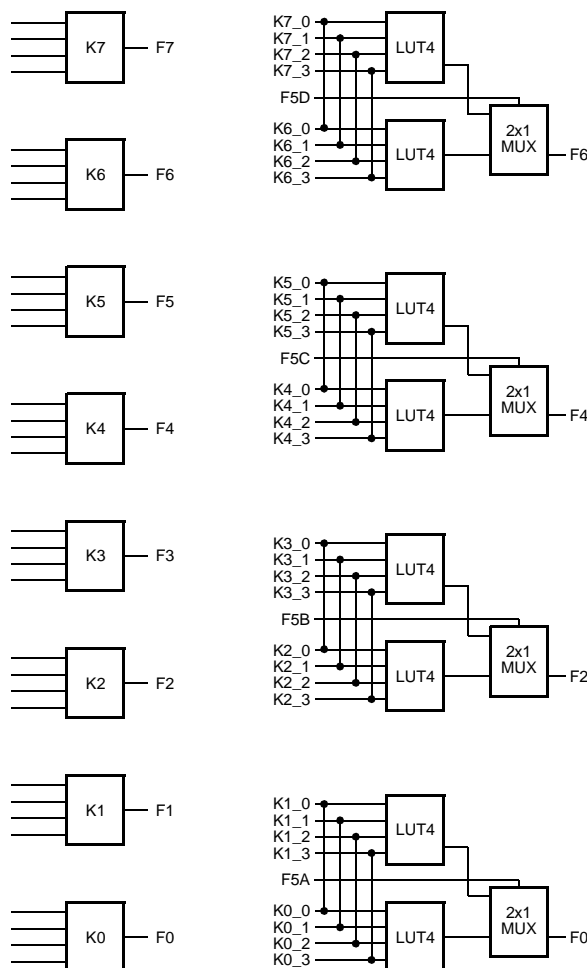 K7
F7
K6
F6
K5
F5
K4
F4
K3
F3
K2
F2
K1
F1
K0
F0
K7_0
K7_1
K7_2
K7_3
LUT4
F5D
K6_0
K6_1
K6_2
K6_3
LUT4
2x1
MUX
F6
K5_0
K5_1
K5_2
K5_3
LUT4
F5C
K4_0
K4_1
K4_2
K4_3
LUT4
2x1
MUX
F4
K3_0
K3_1
K3_2
K3_3
LUT4
F5B
K2_0
K2_1
K2_2
K2_3
LUT4
2x1
MUX
F2
K1_0
K1_1
K1_2
K1_3
LUT4
F5A
K0_0
K0_1
K0_2
K0_3
LUT4
2x1
MUX
F0